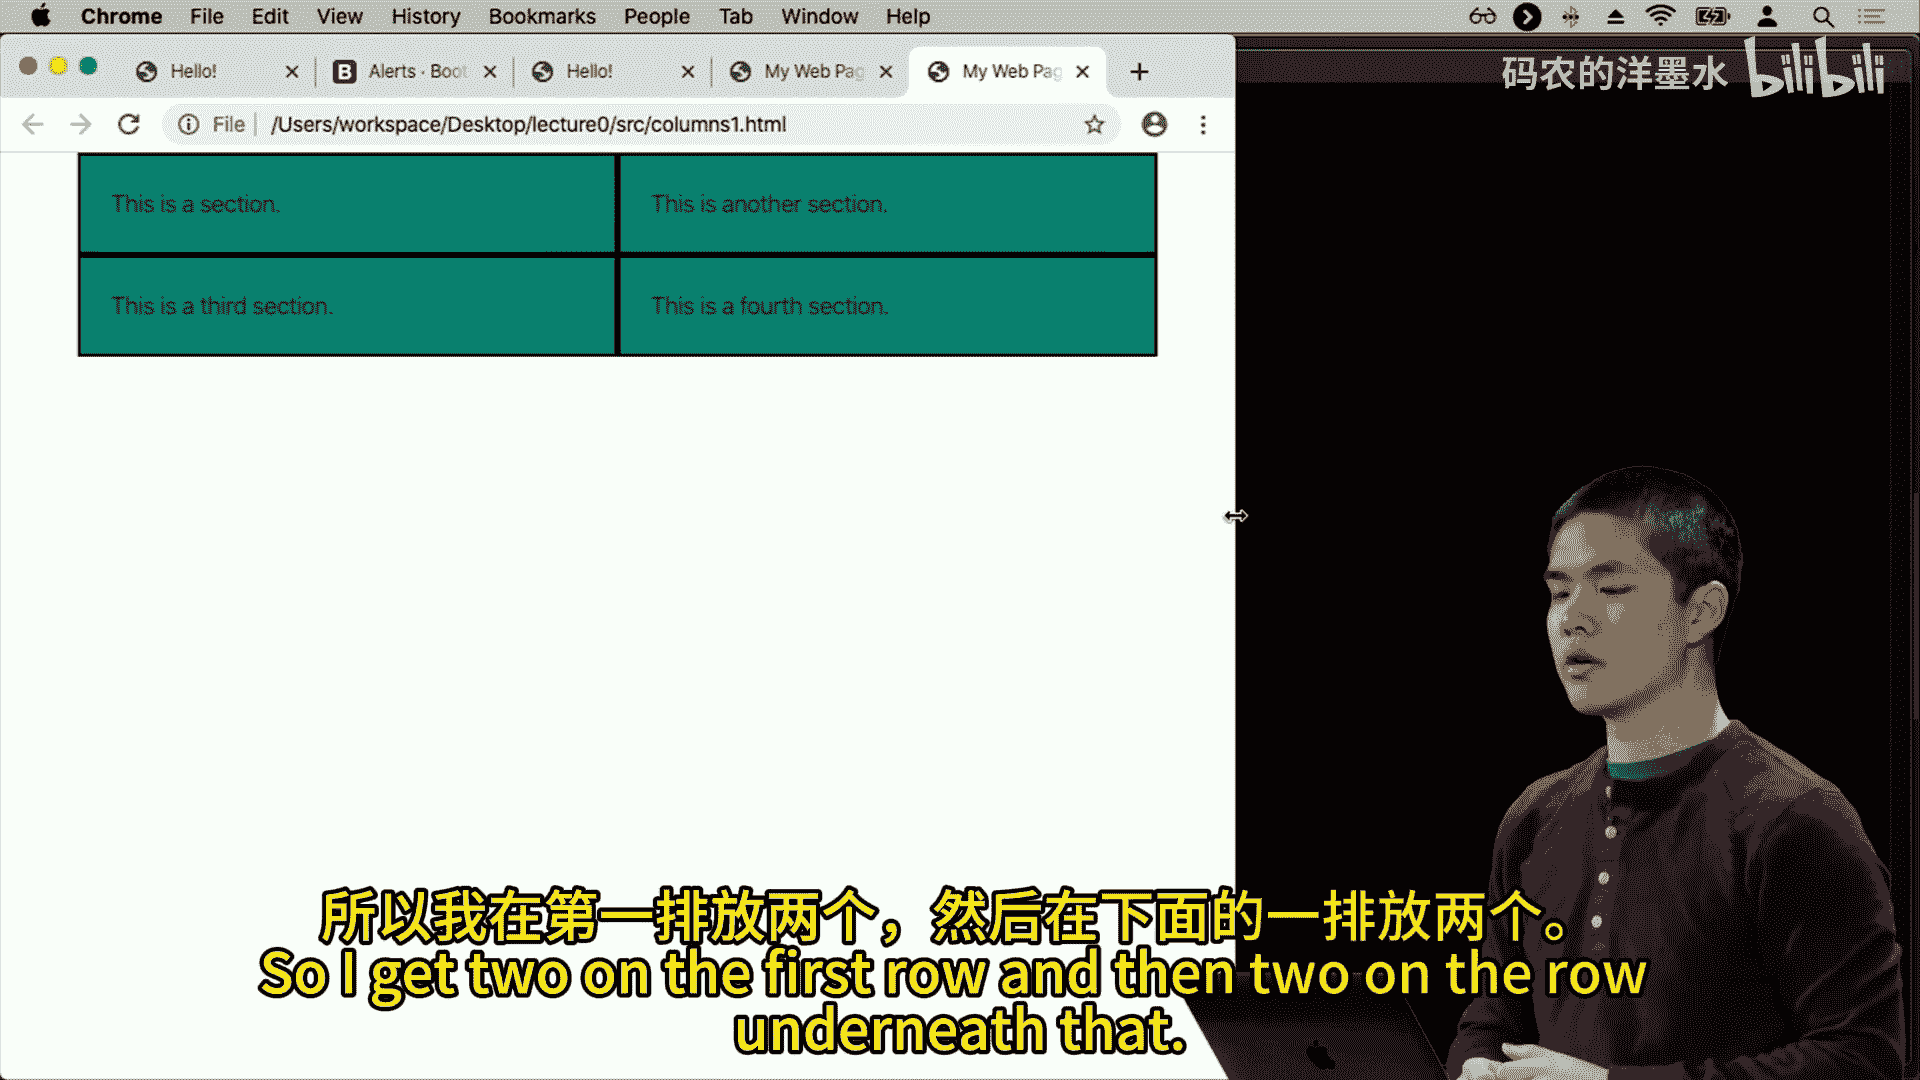 Chrome File Edit View History Bookmarks People Tab Window Help
码农的洋墨水 bilibili
Hello! Alerts · Boot Hello! My Web Pag My Web Pag
File /Users/workspace/Desktop/lecture0/src/columns1.html
This is a section. This is another section.
This is a third section. This is a fourth section.
所以我在第一排放两个，然后在下面的一排放两个。
So I get two on the first row and then two on the row
underneath that.